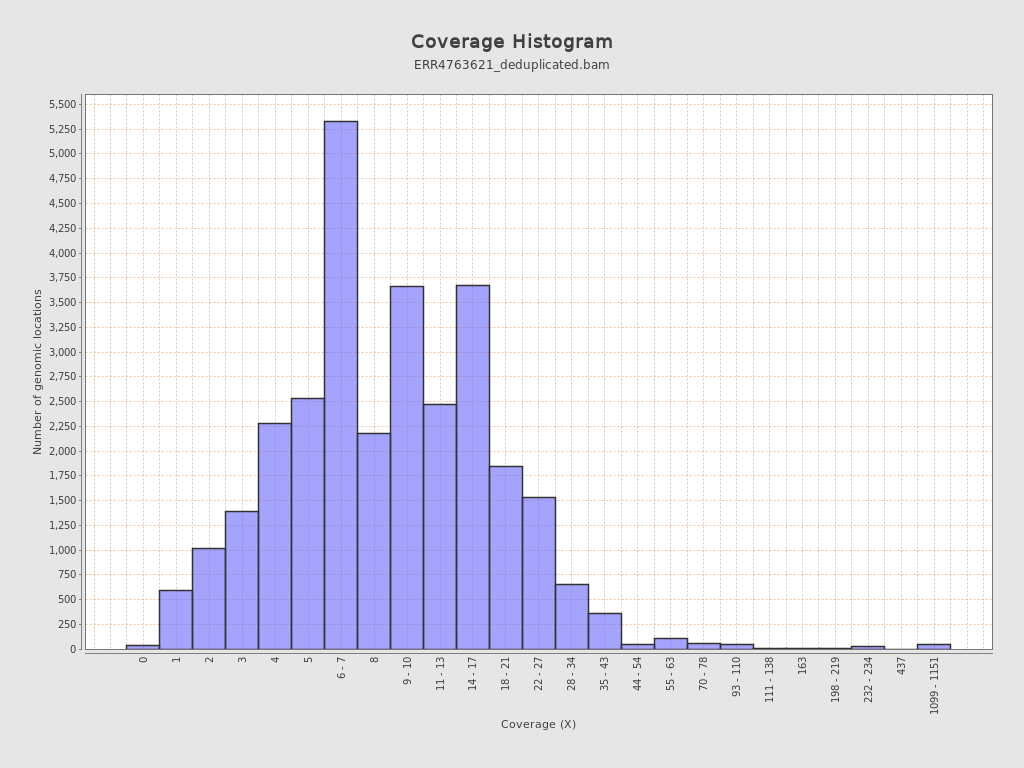 Coverage Histogram
ERR4763621_deduplicated.bam
Number of genomic locations
5,500
5,250
5,000
4,750
4,500
4,250
4,000
3,750
3,500
3,250
3,000
2,750
2,500
2,250
2,000
1,750
1,500
1,250
1,000
750
500
250
0
0
1
2
3
4
5
6 - 7
8
9 - 10
11 - 13
14 - 17
18 - 21
22 - 27
28 - 34
35 - 43
44 - 54
55 - 63
70 - 78
93 - 110
111 - 138
163
198 - 219
232 - 234
437
1099 - 1151
Coverage (X)